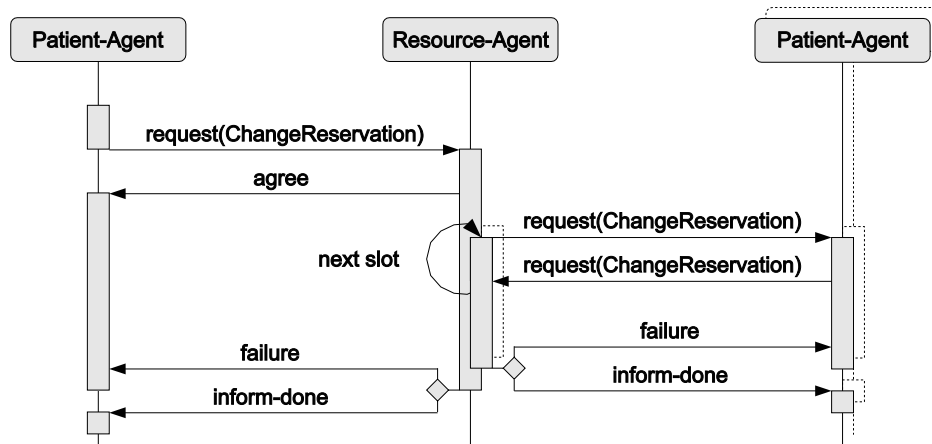 Patient-Agent
Resource-Agent
Patient-Agent
request(ChangeReservation)
agree
request(ChangeReservation)
next slot
request(ChangeReservation)
failure
failure
inform-done
inform-done